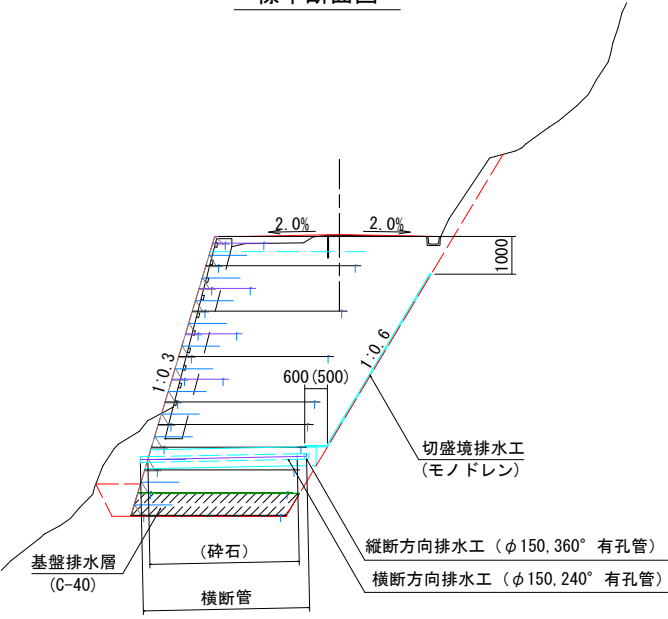 標準断面図
2.0%
2.0%
1000
1:0.3
1:0.6
600(500)
切盛境排水工
(モノドレン)
縦断方向排水工(φ150,360°有孔管)
横断方向排水工(φ150,240°有孔管)
基盤排水層
(C-40)
(砕石)
横断管